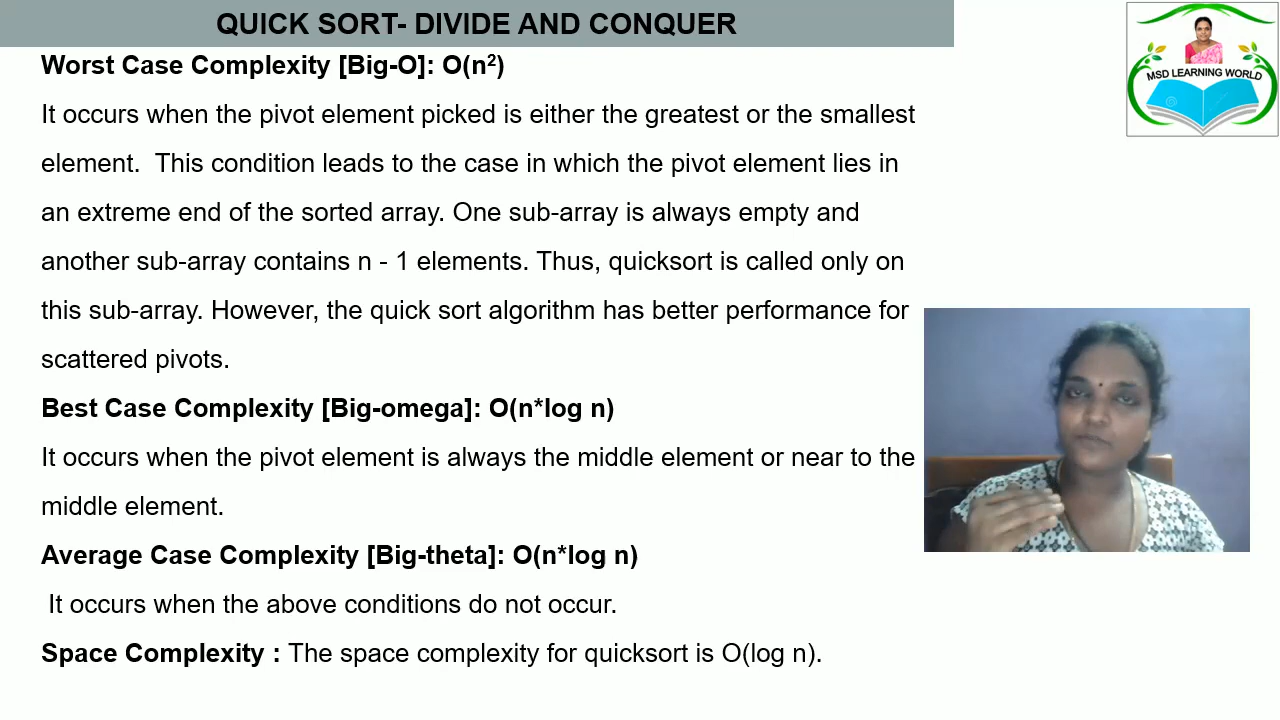 QUICK SORT- DIVIDE AND CONQUER
MSD LEARNING WORLD
Worst Case Complexity [Big-O]: O(n²)
It occurs when the pivot element picked is either the greatest or the smallest
element.  This condition leads to the case in which the pivot element lies in
an extreme end of the sorted array. One sub-array is always empty and
another sub-array contains n - 1 elements. Thus, quicksort is called only on
this sub-array. However, the quick sort algorithm has better performance for
scattered pivots.
Best Case Complexity [Big-omega]: O(n*log n)
It occurs when the pivot element is always the middle element or near to the
middle element.
Average Case Complexity [Big-theta]: O(n*log n)
It occurs when the above conditions do not occur.
Space Complexity : The space complexity for quicksort is O(log n).